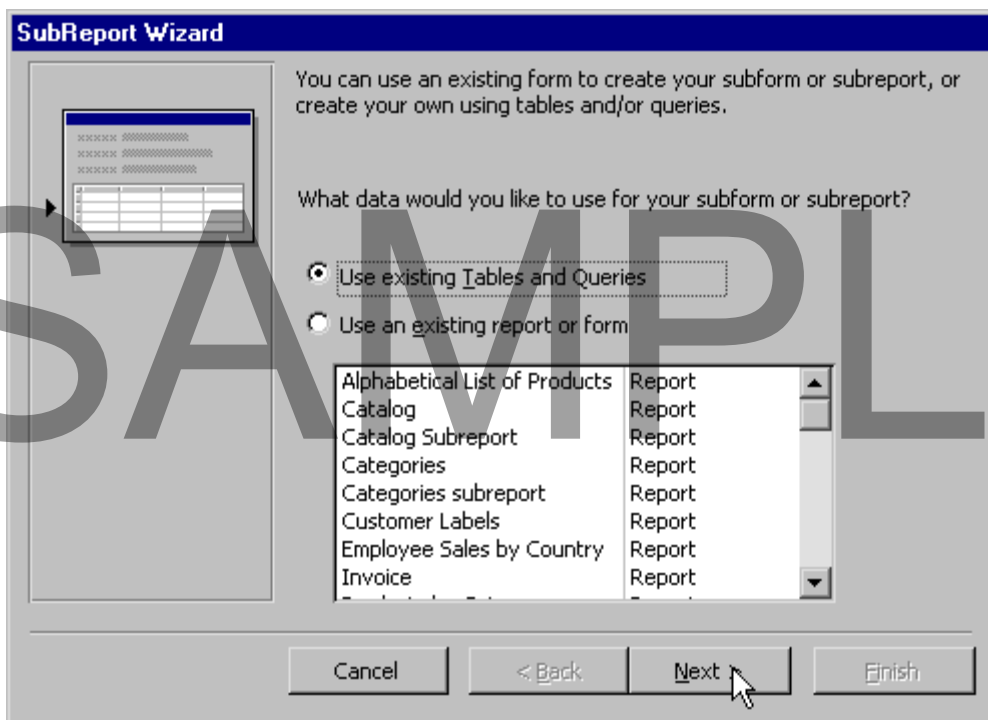 SubReport Wizard
You can use an existing form to create your subform or subreport, or
create your own using tables and/or queries.
What data would you like to use for your subform or subreport?
Use existing Tables and Queries
Use an existing report or form
Alphabetical List of Products Report
Catalog Report
Catalog Subreport Report
Categories Report
Categories subreport Report
Customer Labels Report
Employee Sales by Country Report
Invoice Report
SAMPL
Cancel < Back Next > Finish